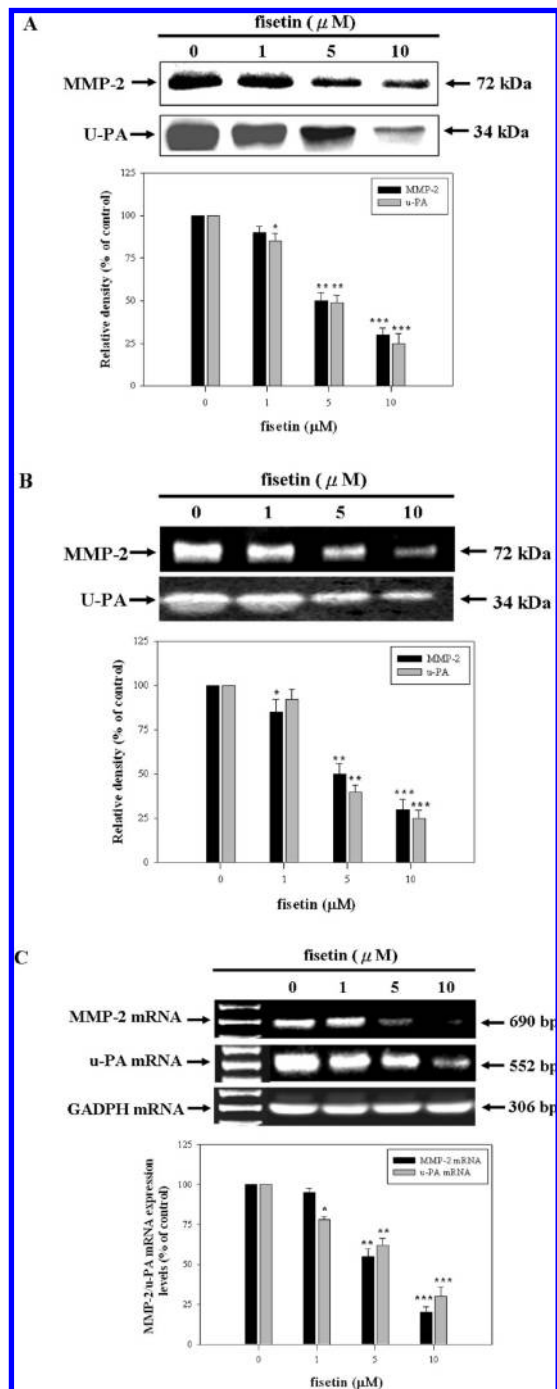 A
fisetin (μM)
0 1 5 10
MMP-2 72 kDa
U-PA 34 kDa
125
100
75
50
25
0
Relative density (% of control)
MMP-2
u-PA
*
** **
*** ***
0 1 5 10
fisetin (μM)
B
fisetin (μM)
0 1 5 10
MMP-2 72 kDa
U-PA 34 kDa
125
100
75
50
25
0
Relative density (% of control)
MMP-2
u-PA
*
** **
*** ***
0 1 5 10
fisetin (μM)
C
fisetin (μM)
0 1 5 10
MMP-2 mRNA 690 bp
u-PA mRNA 552 bp
GADPH mRNA 306 bp
125
100
75
50
25
0
MMP-2/u-PA mRNA expression
levels (% of control)
MMP-2 mRNA
u-PA mRNA
*
** **
*** ***
0 1 5 10
fisetin (μM)